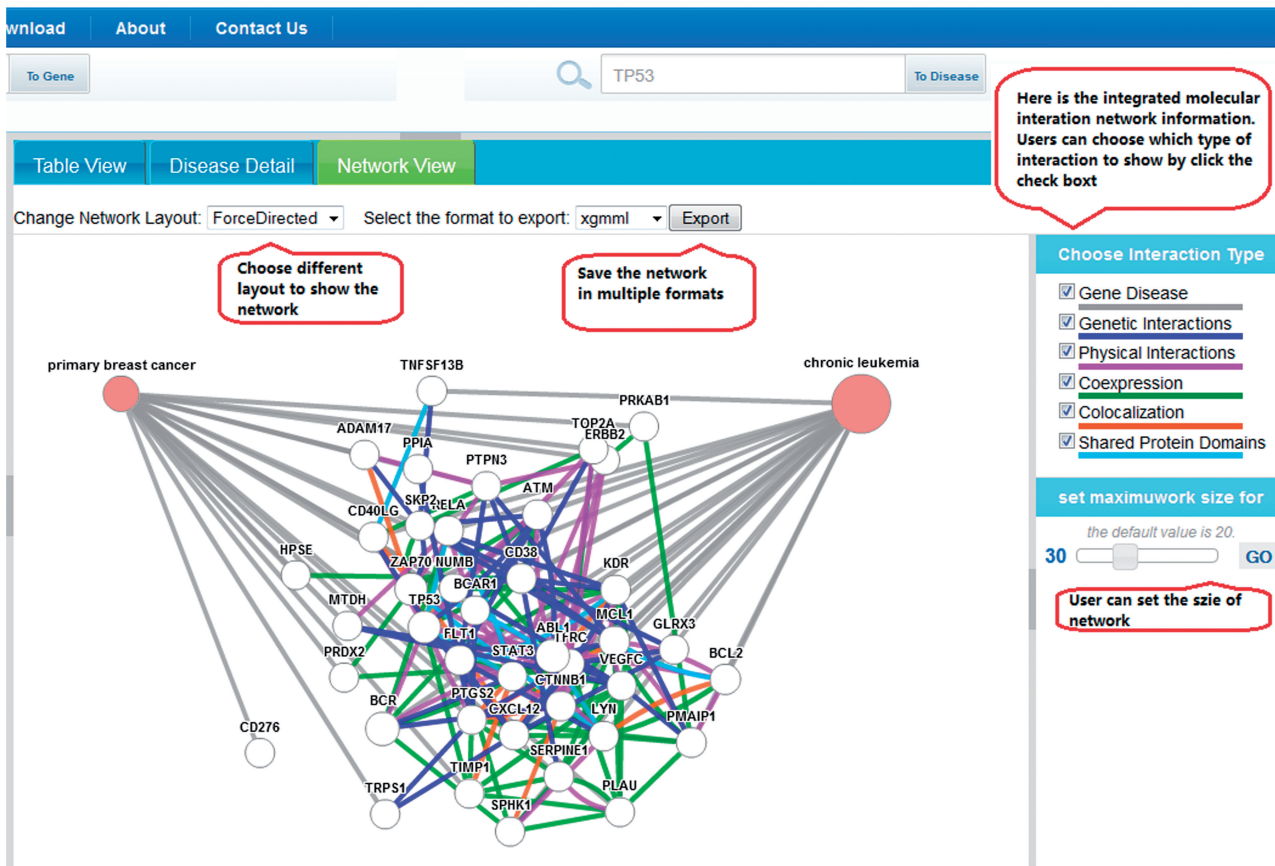 wnload About Contact Us
To Gene
TP53 To Disease
Here is the integrated molecular
interation network information.
Users can choose which type of
interaction to show by click the
check boxt
Table View Disease Detail Network View
Change Network Layout: ForceDirected Select the format to export: xgmml Export
Choose different
layout to show the
network
Save the network
in multiple formats
Choose Interaction Type
Gene Disease
Genetic Interactions
Physical Interactions
Coexpression
Colocalization
Shared Protein Domains
set maximuwork size for
the default value is 20.
30 GO
User can set the szie of
network
primary breast cancer
TNFSF13B
chronic leukemia
PRKAB1
TOP2A
ERBB2
ADAM17
PPIA
PTPN3
ATM
SKP2
RELA
CD40LG
HPSE
ZAP70
NUMB
CD38
KDR
BCAR1
MTDH
TP53
MCL1
GLRX3
ABL1
TFRC
FLT1
STAT3
VEGFC
BCL2
PRDX2
CTNNB1
BCR
PTGS2
CXCL12
LYN
PMAIP1
CD276
SERPINE1
TIMP1
TRPS1
PLAU
SPHK1